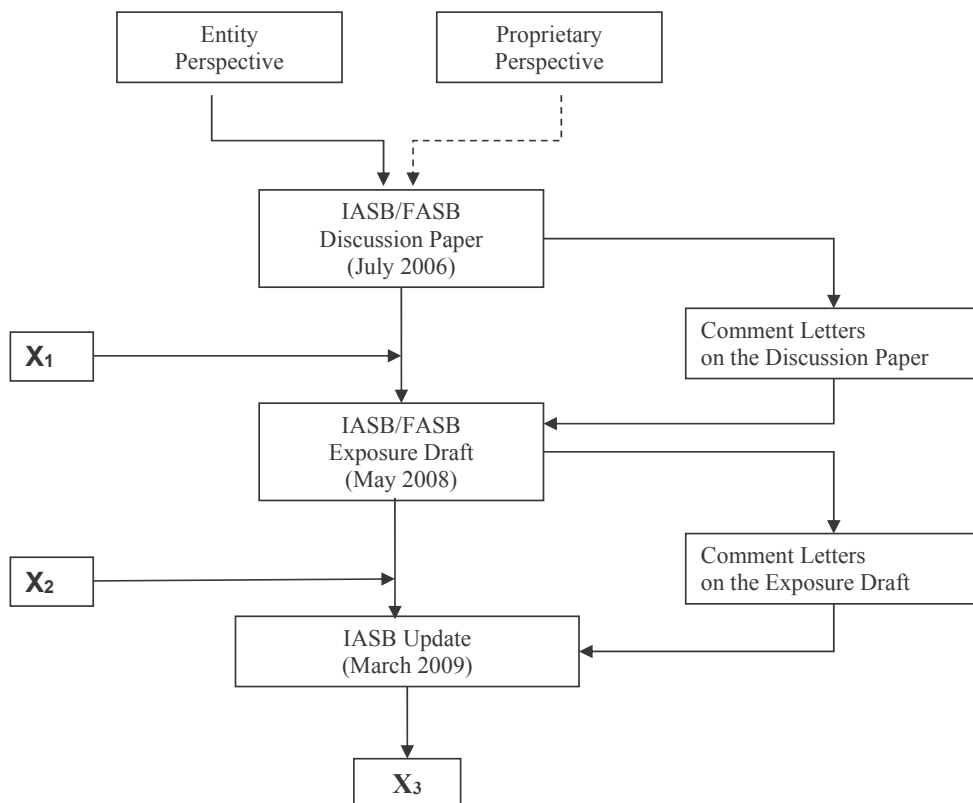 Entity
Perspective
Proprietary
Perspective
IASB/FASB
Discussion Paper
(July 2006)
X1
Comment Letters
on the Discussion Paper
IASB/FASB
Exposure Draft
(May 2008)
X2
Comment Letters
on the Exposure Draft
IASB Update
(March 2009)
X3